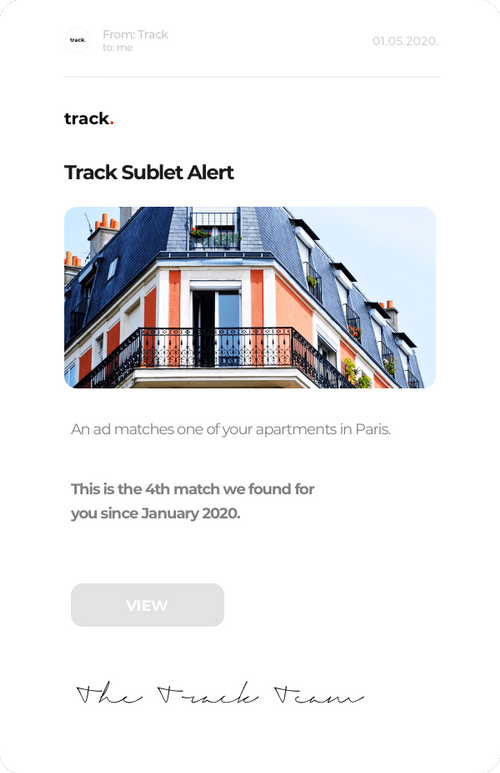 track.
From: Track
to: me
01.05.2020.
track.
Track Sublet Alert
An ad matches one of your apartments in Paris.
This is the 4th match we found for
you since January 2020.
VIEW
The Track Team